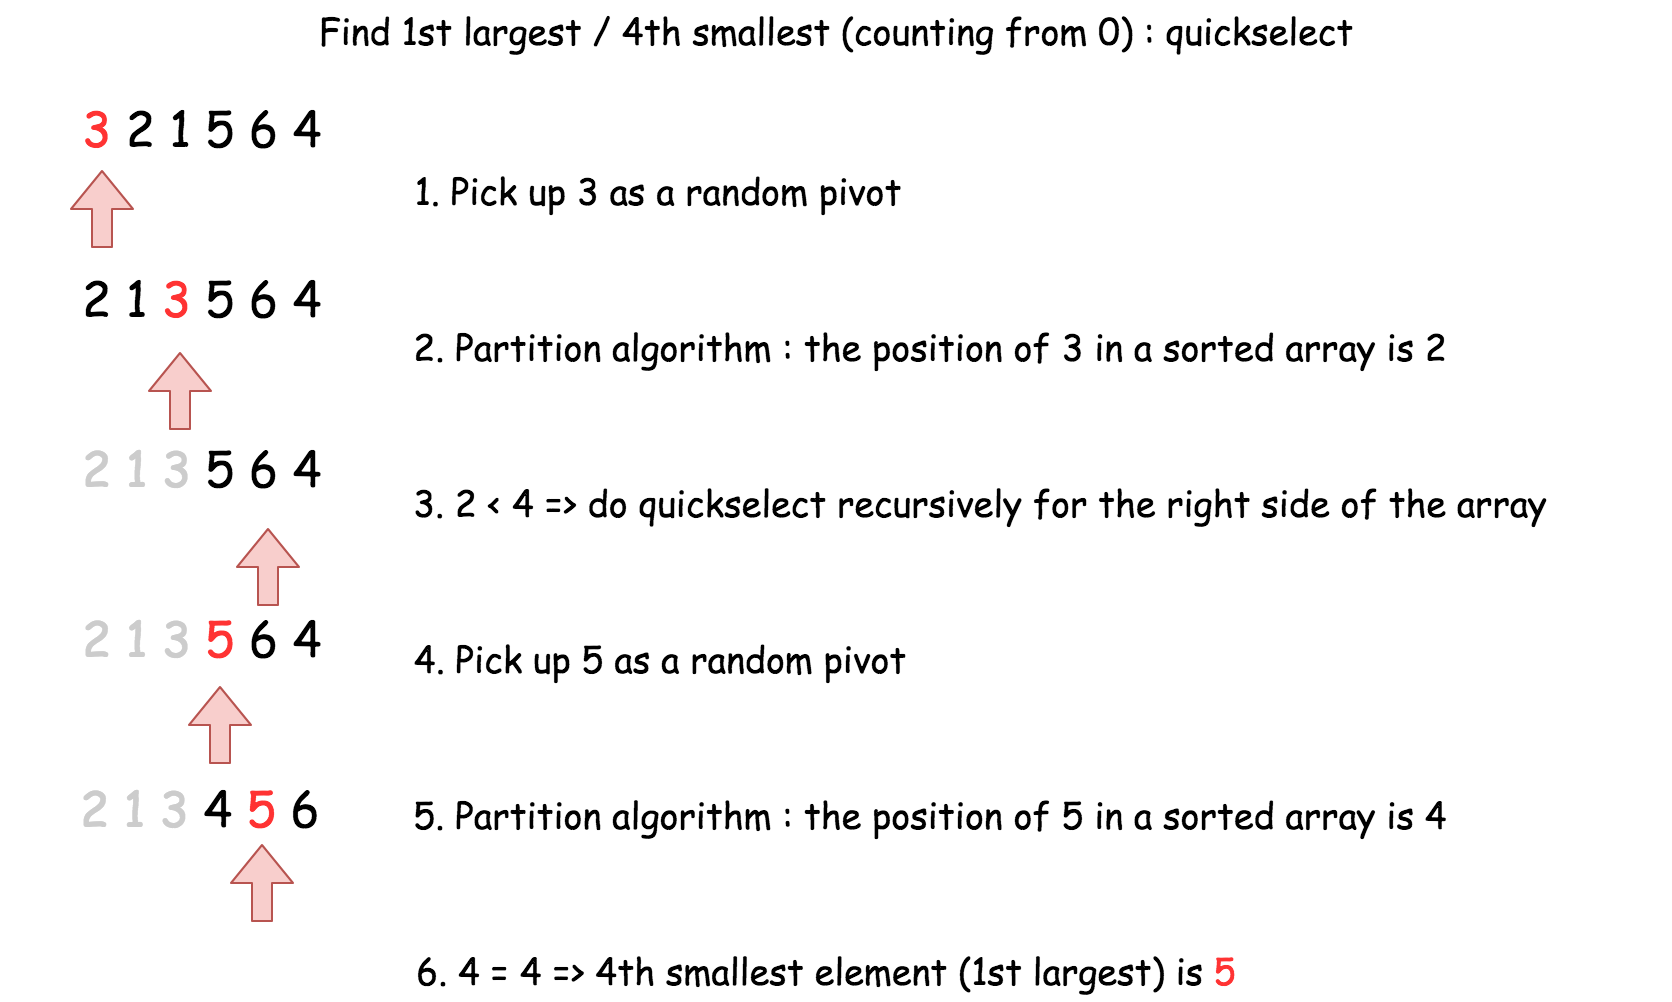 Find 1st largest / 4th smallest (counting from 0) : quickselect
3 2 1 5 6 4
1. Pick up 3 as a random pivot
2 1 3 5 6 4
2. Partition algorithm : the position of 3 in a sorted array is 2
2 1 3 5 6 4
3. 2 < 4 => do quickselect recursively for the right side of the array
2 1 3 5 6 4
4. Pick up 5 as a random pivot
2 1 3 4 5 6
5. Partition algorithm : the position of 5 in a sorted array is 4
6. 4 = 4 => 4th smallest element (1st largest) is 5